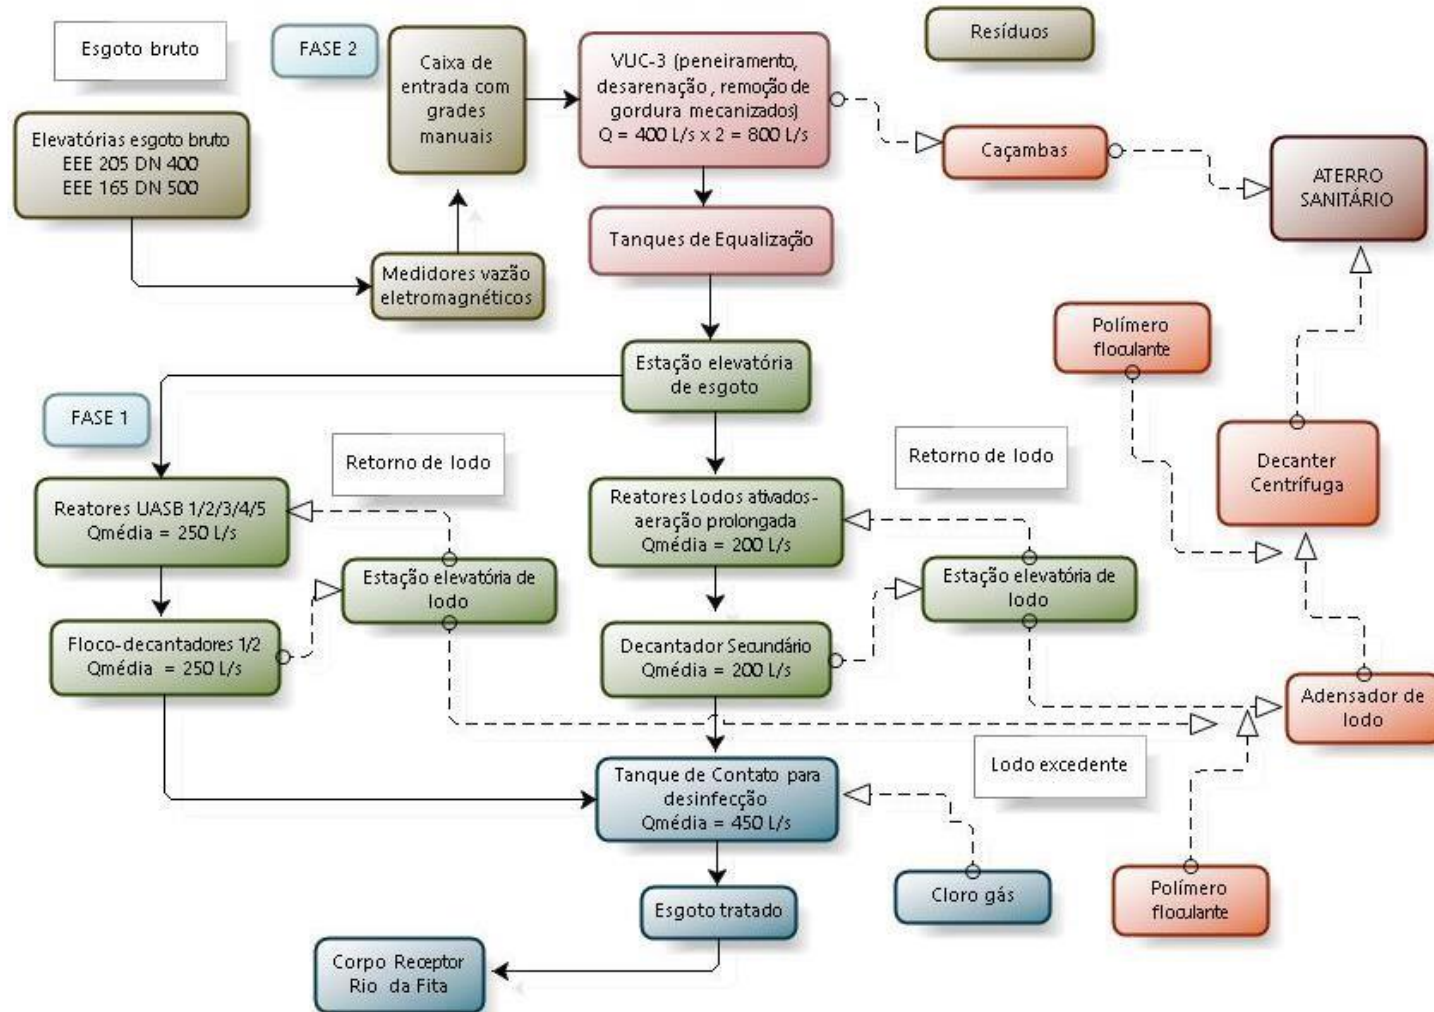 Esgoto bruto
FASE 2
Caixa de
entrada com
grades
manuais
VUC-3 (peneiramento,
desarenação , remoção de
gordura mecanizados)
Q = 400 L/s x 2 = 800 L/s
Resíduos
Elevatórias esgoto bruto
EEE 205 DN 400
EEE 165 DN 500
Caçambas
ATERRO
SANITÁRIO
Tanques de Equalização
Medidores vazão
eletromagnéticos
Polímero
floculante
Estação elevatória
de esgoto
FASE 1
Retorno de lodo
Retorno de lodo
Decanter
Centrífuga
Reatores UASB 1/2/3/4/5
Qmédia = 250 L/s
Reatores Lodos ativados-
aeração prolongada
Qmédia = 200 L/s
Estação elevatória de
lodo
Estação elevatória de
lodo
Floco-decantadores 1/2
Qmédia = 250 L/s
Decantador Secundário
Qmédia = 200 L/s
Adensador de
lodo
Lodo excedente
Tanque de Contato para
desinfecção
Qmédia = 450 L/s
Esgoto tratado
Cloro gás
Polímero
floculante
Corpo Receptor
Rio da Fita